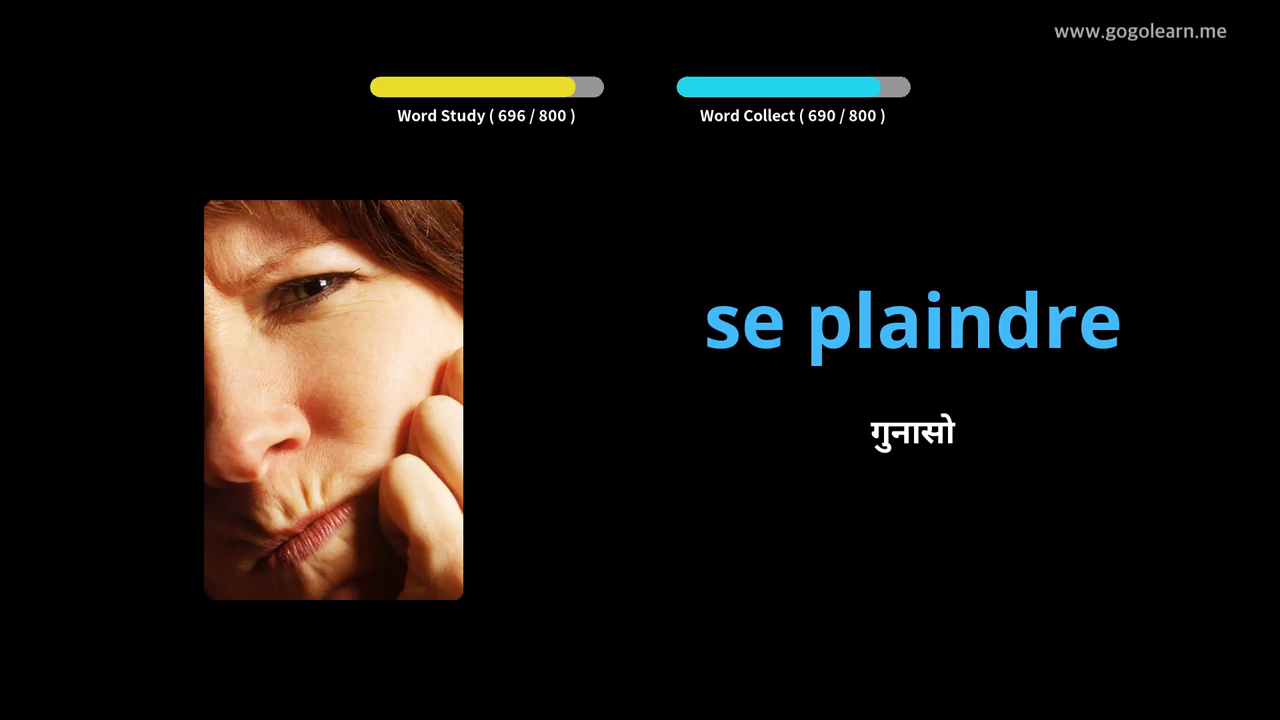 www.gogolearn.me
Word Study ( 696 / 800 )
Word Collect ( 690 / 800 )
se plaindre
गुनासो